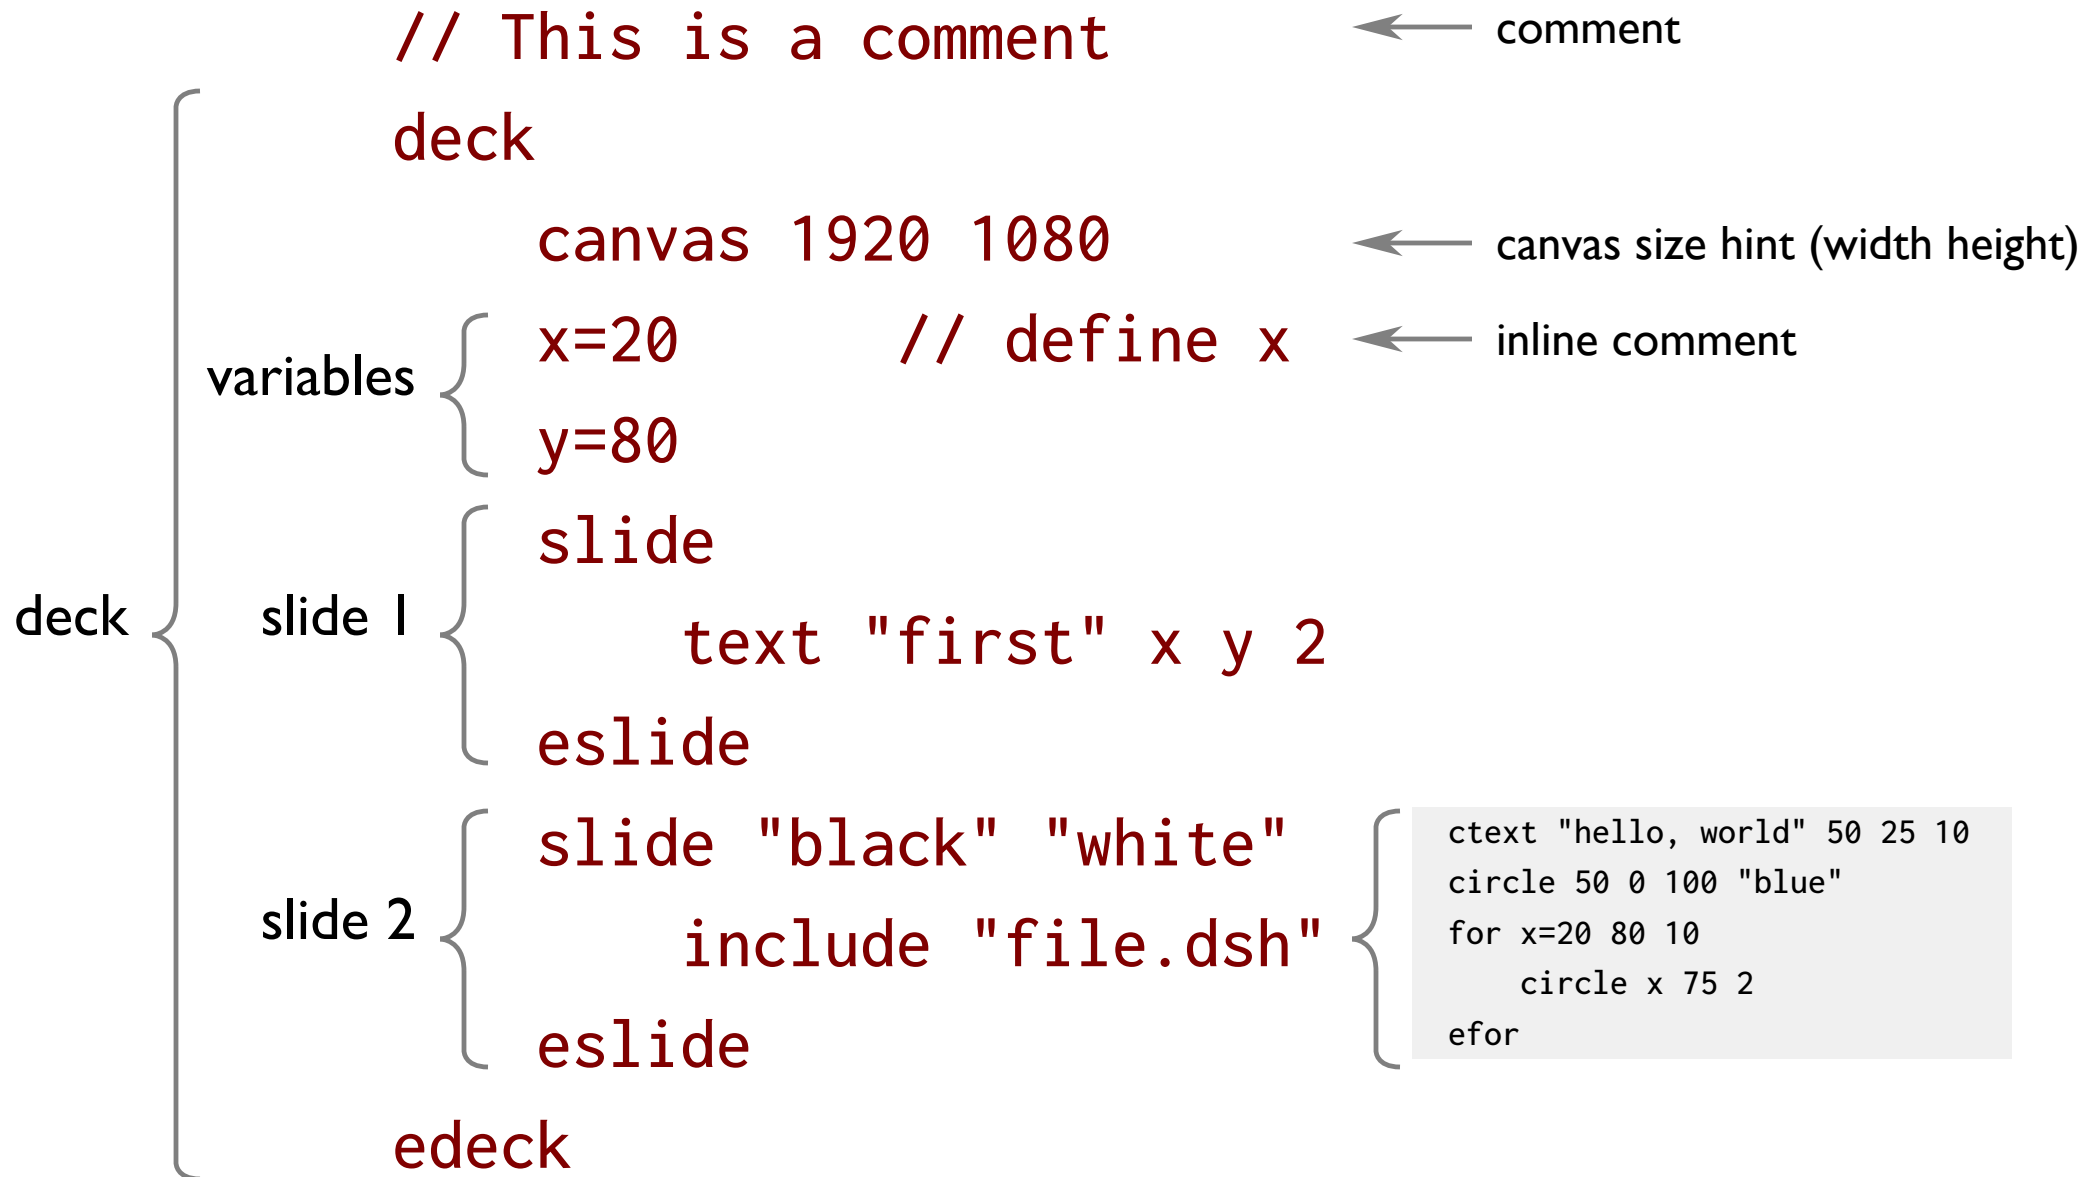 // This is a comment
comment
deck
canvas 1920 1080
canvas size hint (width height)
variables
x=20 // define x
inline comment
y=80
deck
slide 1
slide
text "first" x y 2
eslide
slide 2
slide "black" "white"
include "file.dsh"
eslide
ctext "hello, world" 50 25 10
circle 50 0 100 "blue"
for x=20 80 10
circle x 75 2
efor
edeck